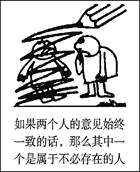 如果两个人的意见始终
一致的话，那么其中一
个是属于不必存在的人